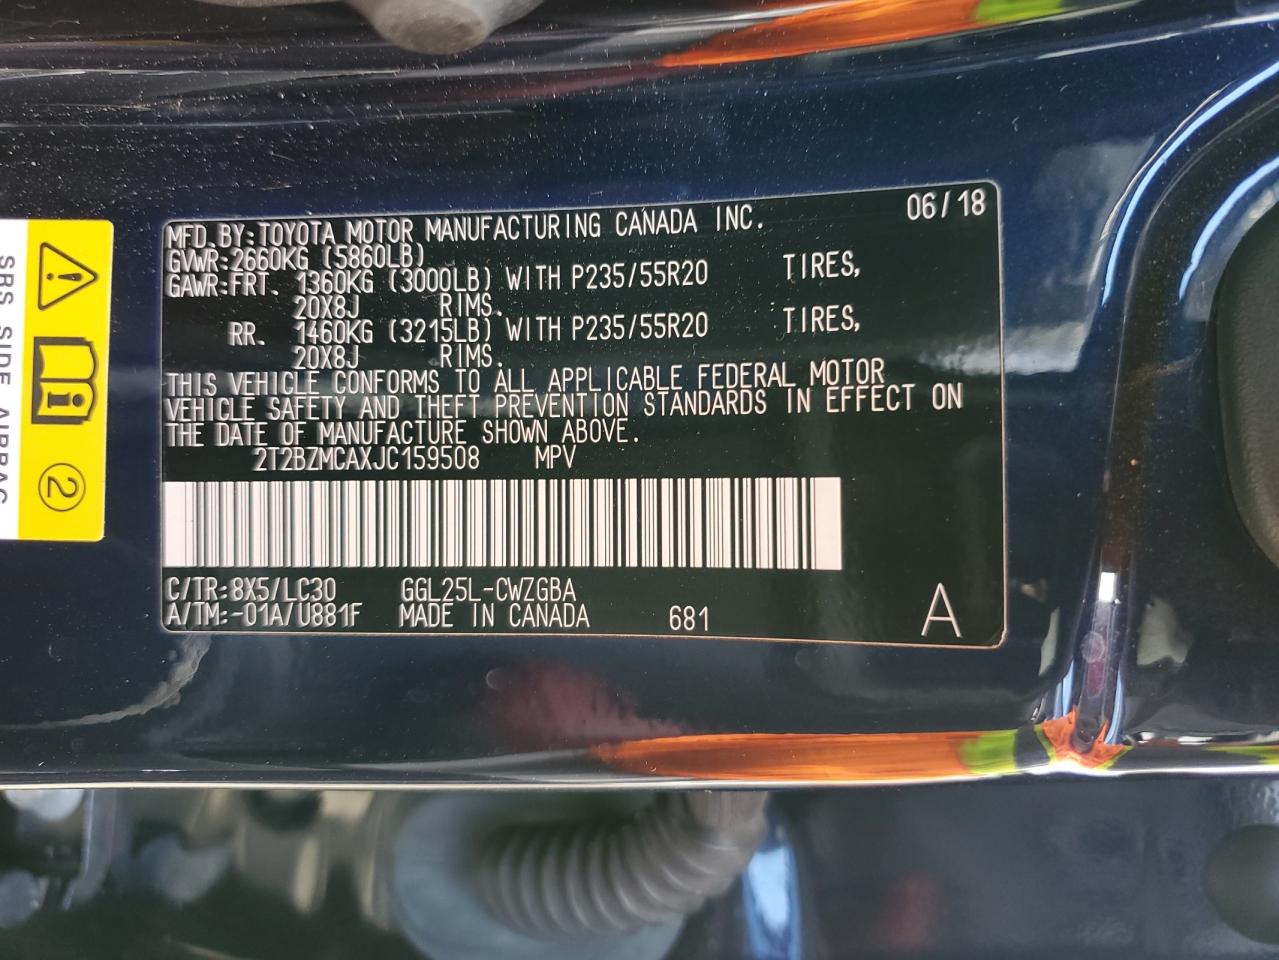 MFD.BY:TOYOTA MOTOR MANUFACTURING CANADA INC. 06/18
GVWR:2660KG (5860LB)
GAWR:FRT. 1360KG (3000LB) WITH P235/55R20 TIRES,
20X8J RIMS.
RR. 1460KG (3215LB) WITH P235/55R20 TIRES,
20X8J RIMS.
THIS VEHICLE CONFORMS TO ALL APPLICABLE FEDERAL MOTOR
VEHICLE SAFETY AND THEFT PREVENTION STANDARDS IN EFFECT ON
THE DATE OF MANUFACTURE SHOWN ABOVE.
2T2BZMCAXJC159508 MPV
C/TR:8X5/LC30 GGL25L-CWZGBA
A/TM:-01A/U881F MADE IN CANADA 681 A
SRS SIDE AIRBAG
2